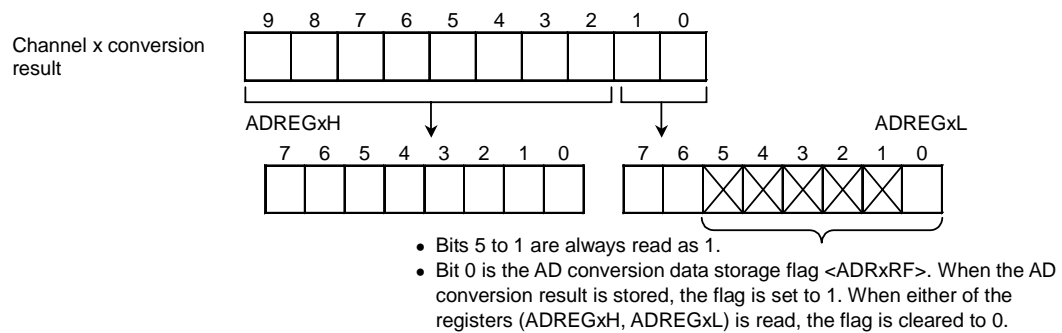 9 8 7 6 5 4 3 2 1 0
Channel x conversion
result
ADREGxH
ADREGxL
7 6 5 4 3 2 1 0
7 6 5 4 3 2 1 0
• Bits 5 to 1 are always read as 1.
• Bit 0 is the AD conversion data storage flag <ADRxRF>. When the AD
conversion result is stored, the flag is set to 1. When either of the
registers (ADREGxH, ADREGxL) is read, the flag is cleared to 0.